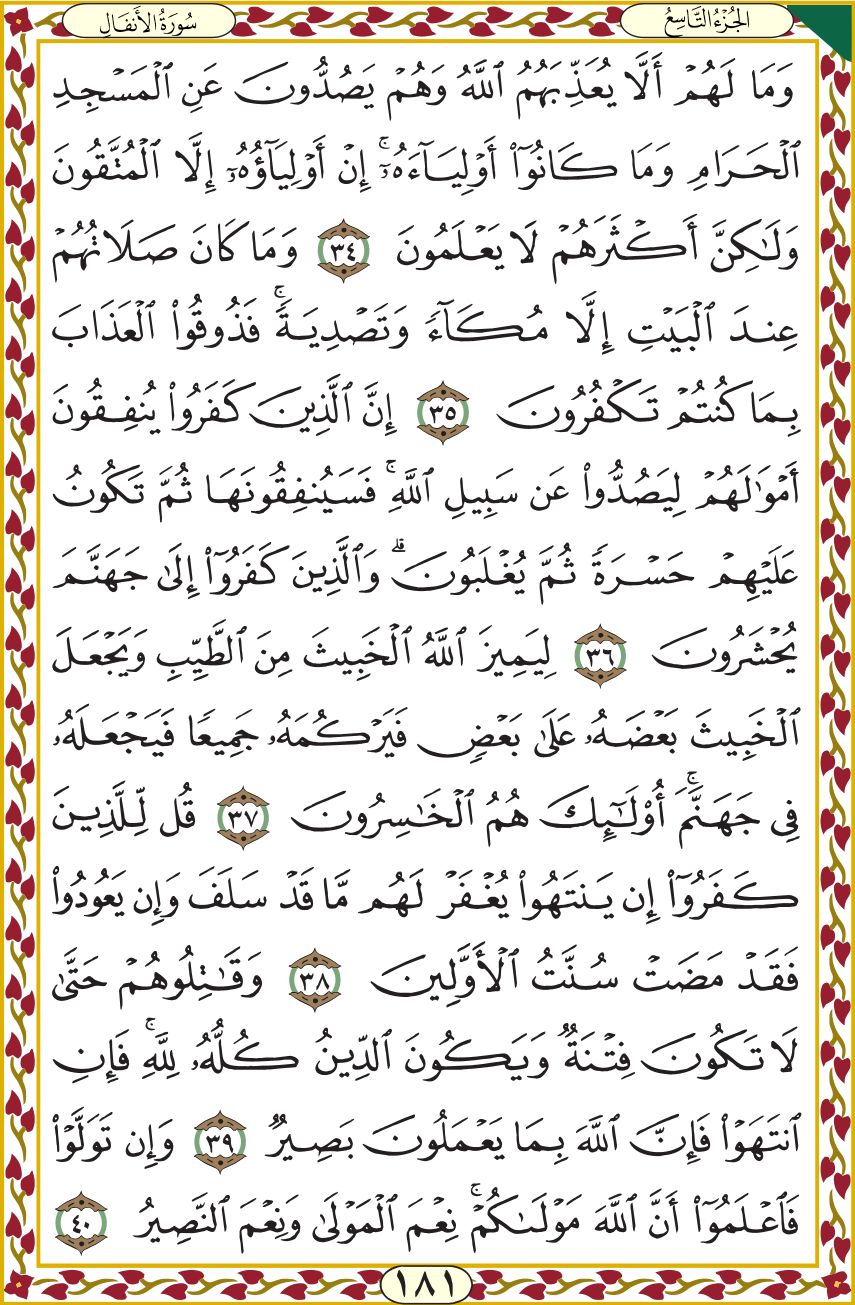 الجُزْءُ التَّاسِعُ
سُورَةُ الأَنفَال
وَمَا لَهُمْ أَلَّا يُعَذِّبَهُمُ ٱللَّهُ وَهُمْ يَصُدُّونَ عَنِ ٱلْمَسْجِدِ
ٱلْحَرَامِ وَمَا كَانُوٓا۟ أَوْلِيَآءَهُۥٓ ۚ إِنْ أَوْلِيَآؤُهُۥٓ إِلَّا ٱلْمُتَّقُونَ
وَلَـٰكِنَّ أَكْثَرَهُمْ لَا يَعْلَمُونَ ٣٤ وَمَا كَانَ صَلَاتُهُمْ
عِندَ ٱلْبَيْتِ إِلَّا مُكَآءً وَتَصْدِيَةً ۚ فَذُوقُوا۟ ٱلْعَذَابَ
بِمَا كُنتُمْ تَكْفُرُونَ ٣٥ إِنَّ ٱلَّذِينَ كَفَرُوا۟ يُنفِقُونَ
أَمْوَٰلَهُمْ لِيَصُدُّوا۟ عَن سَبِيلِ ٱللَّهِ ۚ فَسَيُنفِقُونَهَا ثُمَّ تَكُونُ
عَلَيْهِمْ حَسْرَةً ثُمَّ يُغْلَبُونَ ۗ وَٱلَّذِينَ كَفَرُوٓا۟ إِلَىٰ جَهَنَّمَ
يُحْشَرُونَ ٣٦ لِيَمِيزَ ٱللَّهُ ٱلْخَبِيثَ مِنَ ٱلطَّيِّبِ وَيَجْعَلَ
ٱلْخَبِيثَ بَعْضَهُۥ عَلَىٰ بَعْضٍ فَيَرْكُمَهُۥ جَمِيعًا فَيَجْعَلَهُۥ
فِى جَهَنَّمَ ۚ أُو۟لَـٰٓئِكَ هُمُ ٱلْخَـٰسِرُونَ ٣٧ قُل لِّلَّذِينَ
كَفَرُوٓا۟ إِن يَنتَهُوا۟ يُغْفَرْ لَهُم مَّا قَدْ سَلَفَ وَإِن يَعُودُوا۟
فَقَدْ مَضَتْ سُنَّتُ ٱلْأَوَّلِينَ ٣٨ وَقَـٰتِلُوهُمْ حَتَّىٰ
لَا تَكُونَ فِتْنَةٌ وَيَكُونَ ٱلدِّينُ كُلُّهُۥ لِلَّهِ ۚ فَإِنِ
ٱنتَهَوْا۟ فَإِنَّ ٱللَّهَ بِمَا يَعْمَلُونَ بَصِيرٌ ٣٩ وَإِن تَوَلَّوْا۟
فَٱعْلَمُوٓا۟ أَنَّ ٱللَّهَ مَوْلَىٰكُمْ ۚ نِعْمَ ٱلْمَوْلَىٰ وَنِعْمَ ٱلنَّصِيرُ ٤٠
١٨١